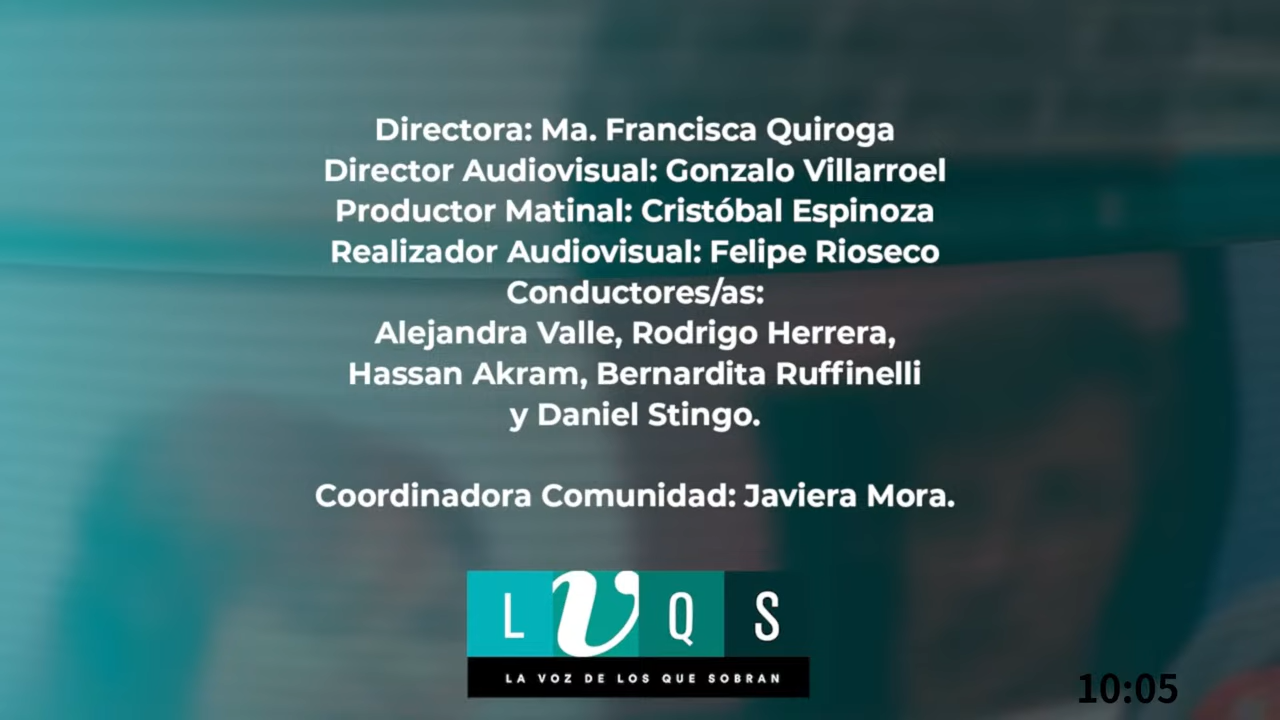 Directora: Ma. Francisca Quiroga
Director Audiovisual: Gonzalo Villarroel
Productor Matinal: Cristóbal Espinoza
Realizador Audiovisual: Felipe Rioseco
Conductores/as:
Alejandra Valle, Rodrigo Herrera,
Hassan Akram, Bernardita Ruffinelli
y Daniel Stingo.
Coordinadora Comunidad: Javiera Mora.
L V Q S
LA VOZ DE LOS QUE SOBRAN
10:05